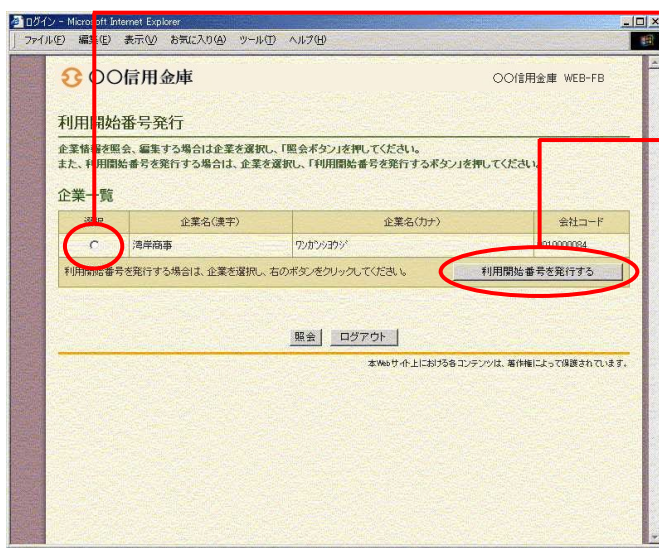 ログイン - Microsoft Internet Explorer
ファイル(F) 編集(E) 表示(V) お気に入り(A) ツール(T) ヘルプ(H)
〇〇信用金庫
〇〇信用金庫 WEB-FB
利用開始番号発行
企業情報を照会、編集する場合は企業を選択し、「照会ボタン」を押してください。
また、利用開始番号を発行する場合は、企業を選択し、「利用開始番号を発行するボタン」を押してください。
企業一覧
選択 企業名(漢字) 企業名(カナ) 会社コード
湾岸商事 ワンガンショウジ 010000084
利用開始番号を発行する場合は、企業を選択し、右のボタンをクリックしてください。 利用開始番号を発行する
照会 ログアウト
本Webサイト上における各コンテンツは、著作権によって保護されています。